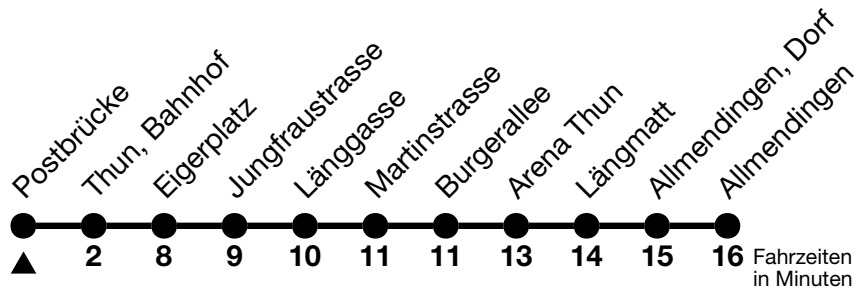 Postbrücke
Thun, Bahnhof
Eigerplatz
Jungfraustrasse
Länggasse
Martinstrasse
Burgerallee
Arena Thun
Längmatt
Allmendingen, Dorf
Allmendingen
2 8 9 10 11 11 13 14 15 16 Fahrzeiten
in Minuten